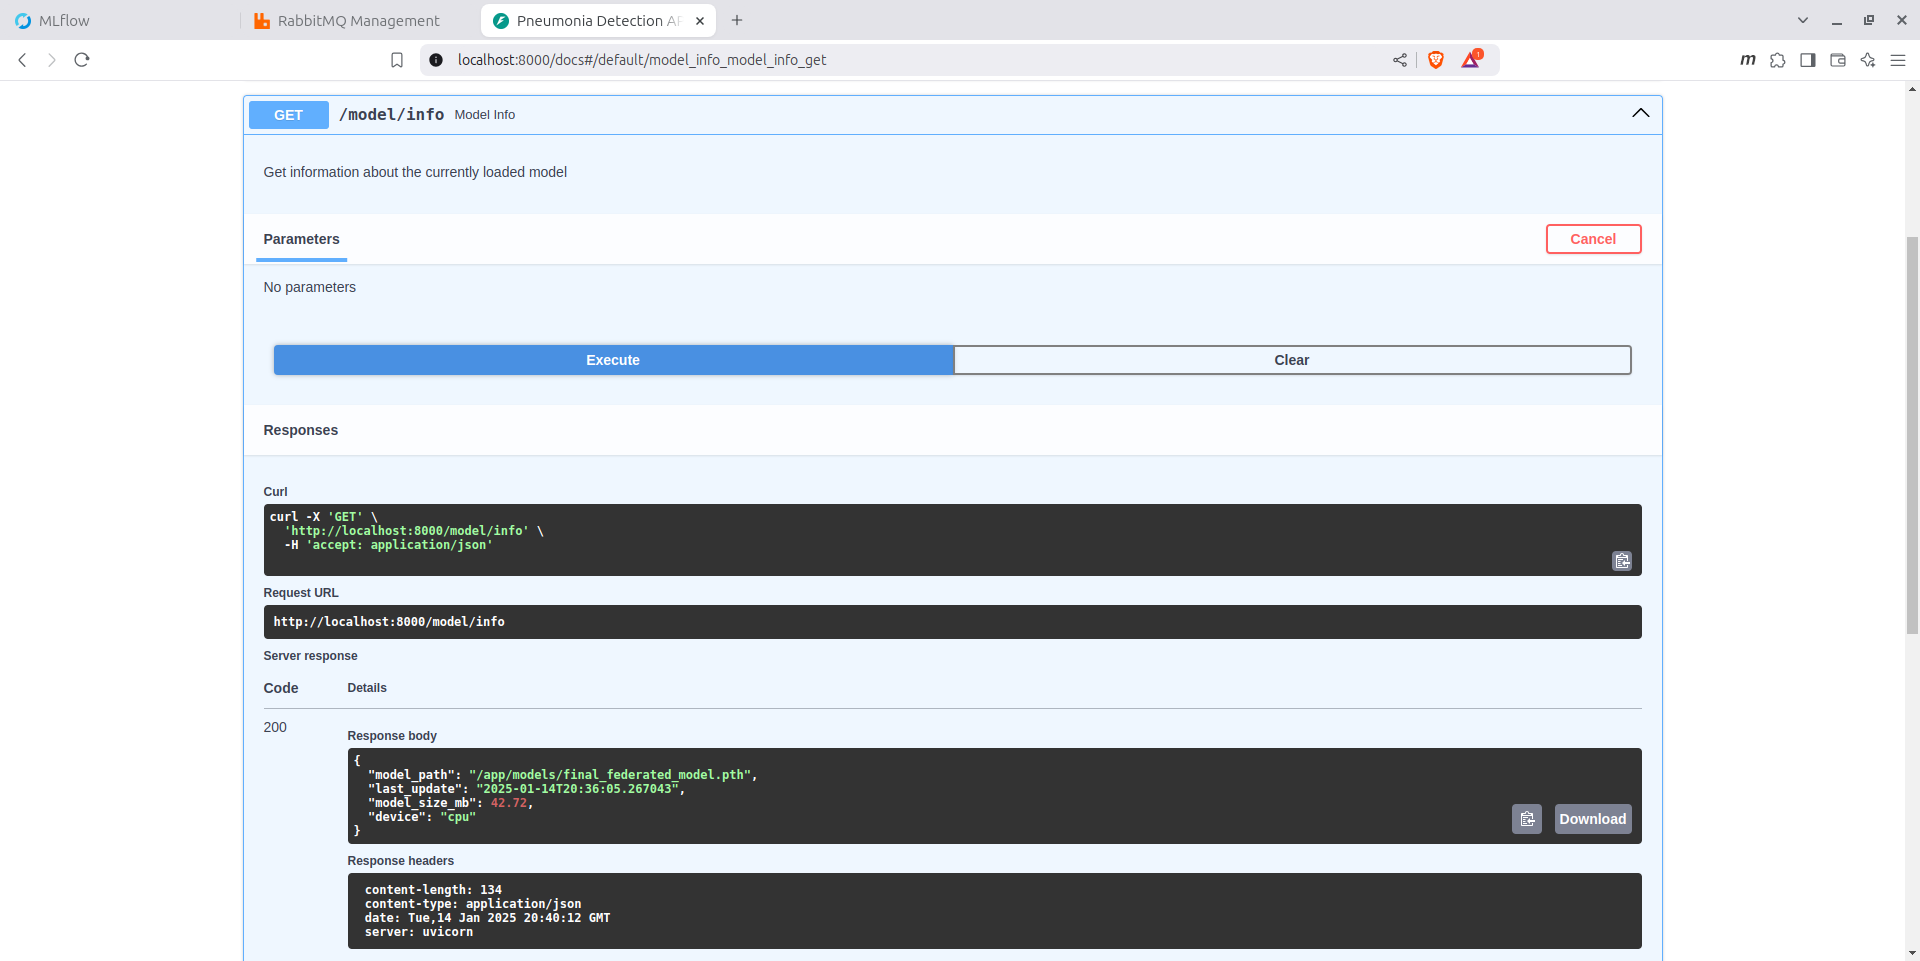 MLflow
RabbitMQ Management
Pneumonia Detection AP
localhost:8000/docs#/default/model_info_model_info_get
1
m
GET /model/info Model Info
Get information about the currently loaded model
Parameters
Cancel
No parameters
Execute
Clear
Responses
Curl
curl -X 'GET' \
'http://localhost:8000/model/info' \
-H 'accept: application/json'
Request URL
http://localhost:8000/model/info
Server response
Code Details
200
Response body
{
"model_path": "/app/models/final_federated_model.pth",
"last_update": "2025-01-14T20:36:05.267043",
"model_size_mb": 42.72,
"device": "cpu"
}
Download
Response headers
content-length: 134
content-type: application/json
date: Tue,14 Jan 2025 20:40:12 GMT
server: uvicorn